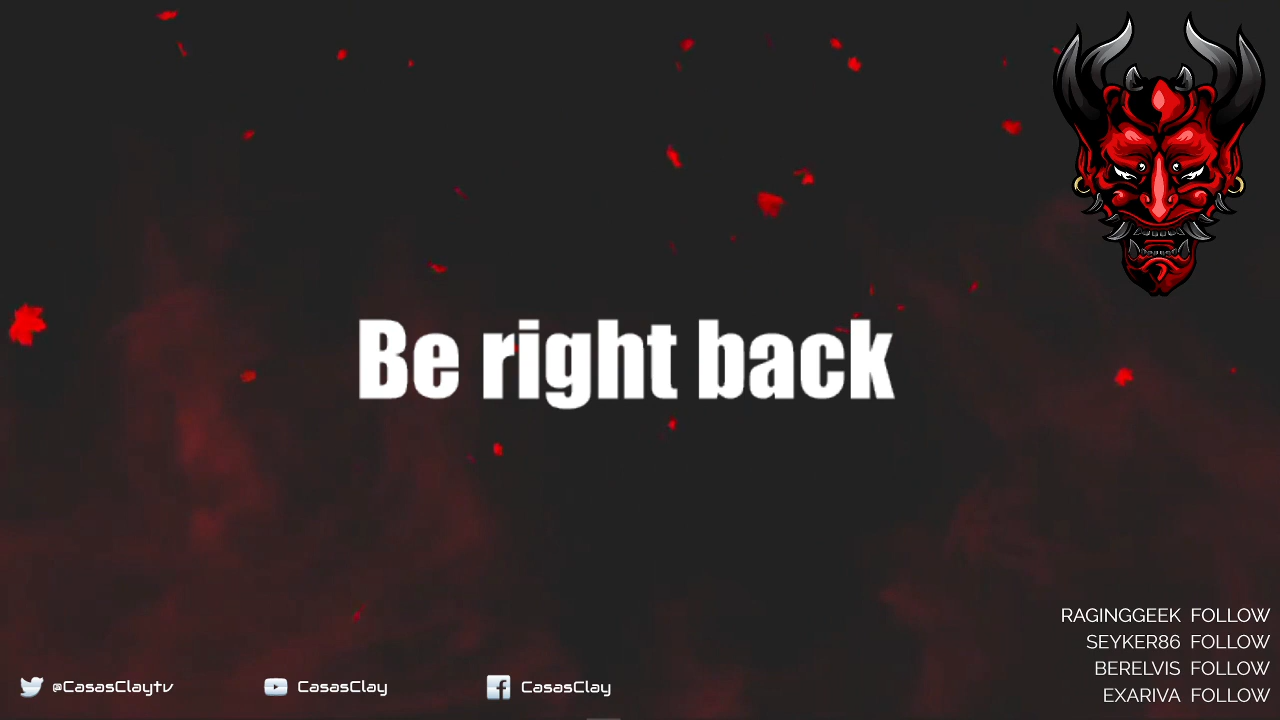 Be right back
RAGINGGEEK FOLLOW
SEYKER86 FOLLOW
BERELVIS FOLLOW
EXARIVA FOLLOW
@CasasClaytv CasasClay CasasClay